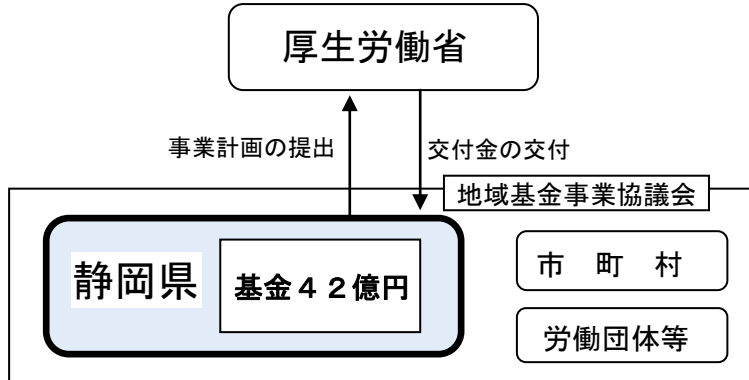 厚生労働省
事業計画の提出
交付金の交付
地域基金事業協議会
静岡県
基金４２億円
市　町　村
労働団体等